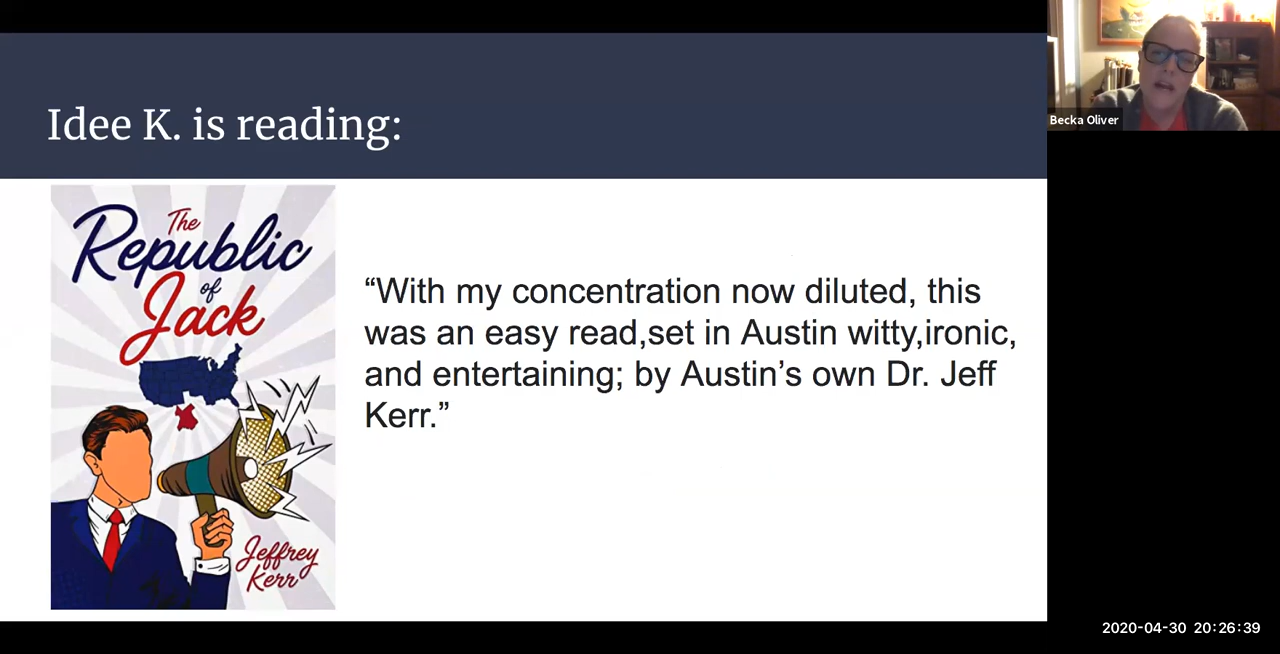 Idee K. is reading:
The
Republic
of
Jack
Jeffrey
Kerr
“With my concentration now diluted, this
was an easy read,set in Austin witty,ironic,
and entertaining; by Austin’s own Dr. Jeff
Kerr.”
Becka Oliver
2020-04-30 20:26:39